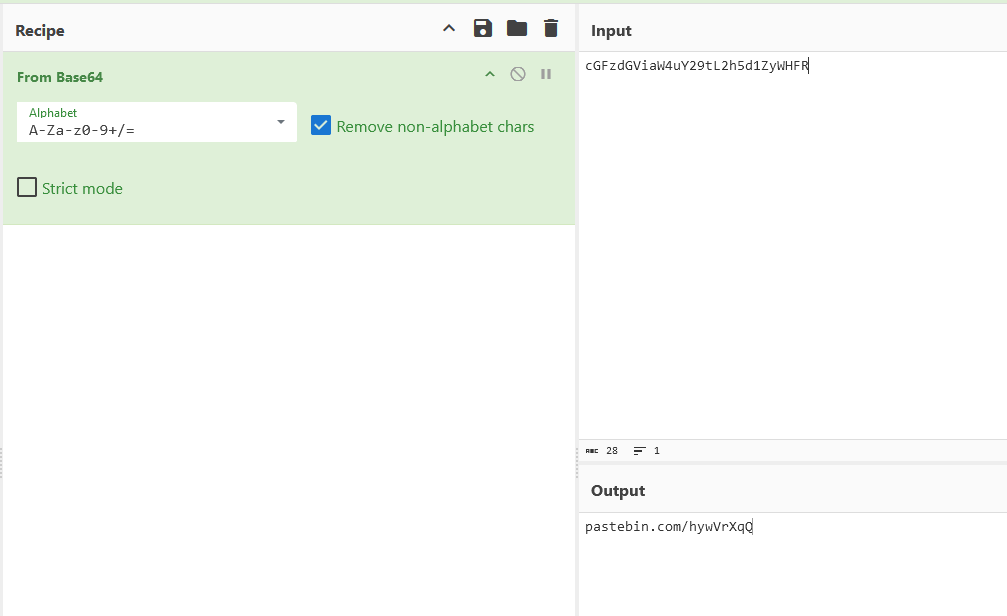 Recipe
From Base64
Alphabet
A-Za-z0-9+/=
Remove non-alphabet chars
Strict mode
Input
cGFzdGViaW4uY29tL2h5d1ZyWHFR
ABC 28 1
Output
pastebin.com/hywVrXqQ